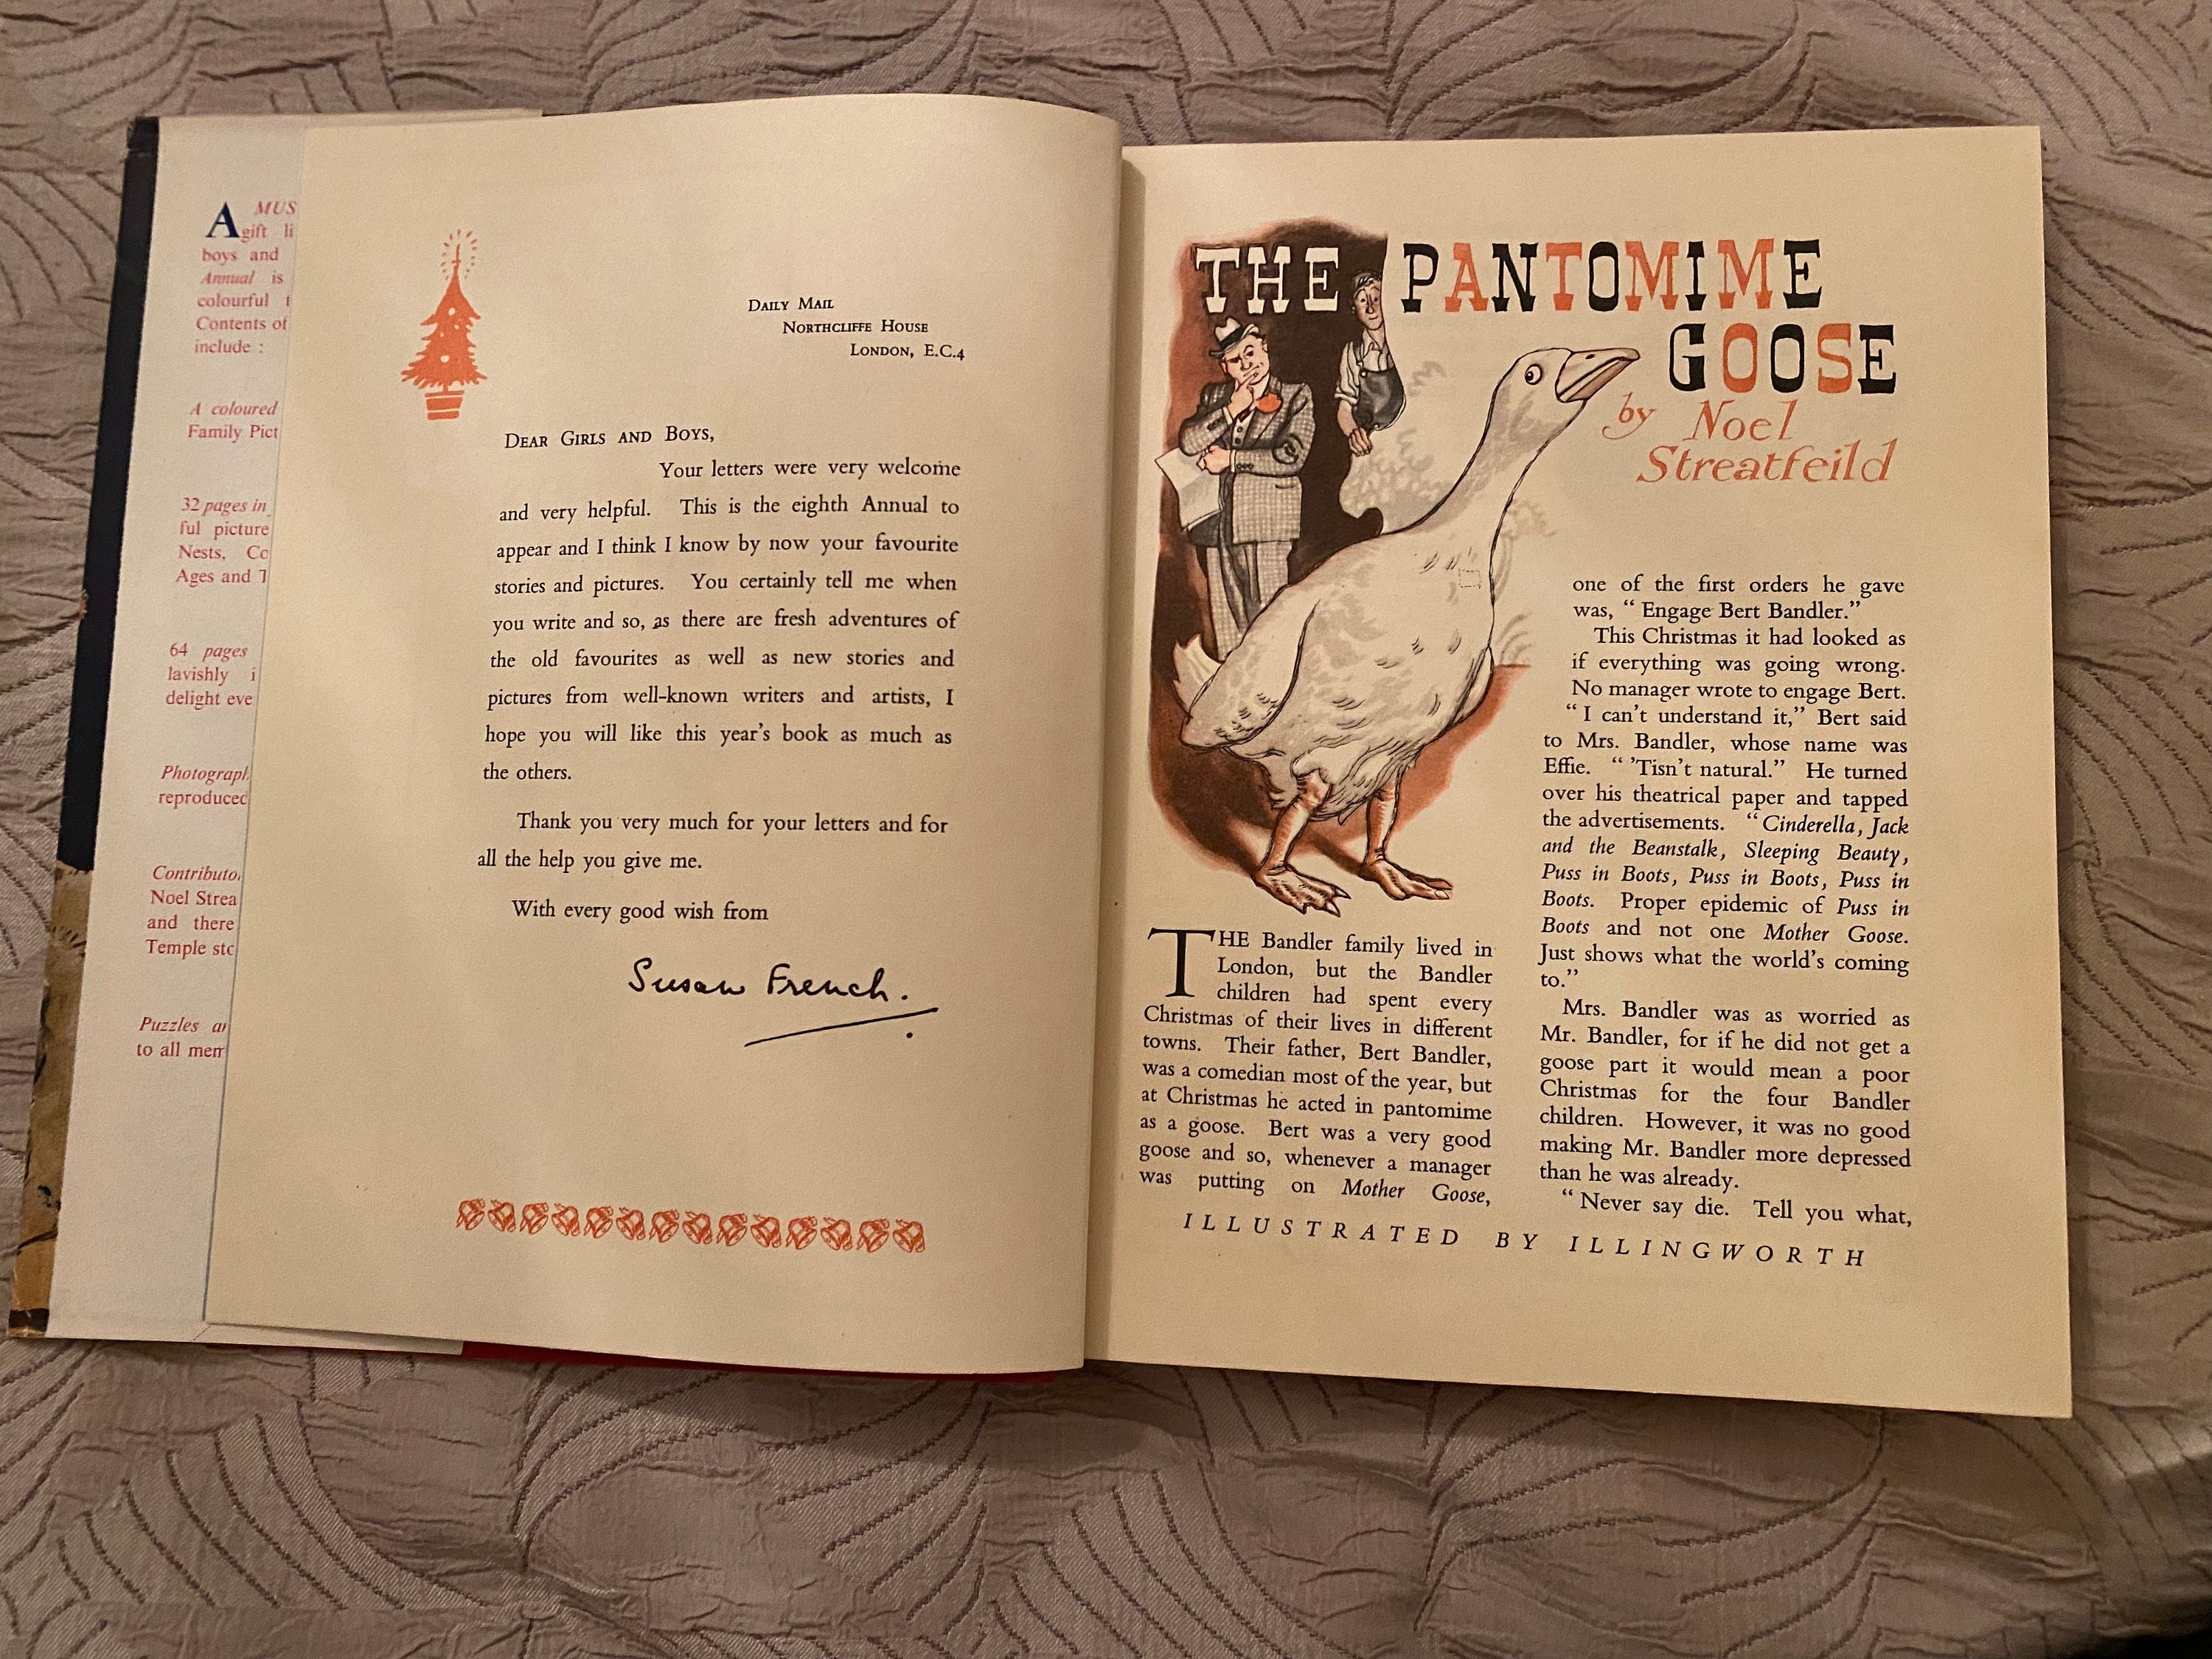 A MUS
gift li
boys and
Annual is
colourful
Contents of
include :
A coloured
Family Pict
32 pages in
ful picture
Nests, Co
Ages and T
64 pages
lavishly i
delight eve
Photograph
reproduced
Contributo
Noel Strea
and there
Temple sto
Puzzles an
to all mem
DAILY MAIL
NORTHCLIFFE HOUSE
LONDON, E.C.4
DEAR GIRLS AND BOYS,
Your letters were very welcome
and very helpful. This is the eighth Annual to
appear and I think I know by now your favourite
stories and pictures. You certainly tell me when
you write and so, as there are fresh adventures of
the old favourites as well as new stories and
pictures from well-known writers and artists, I
hope you will like this year's book as much as
the others.
Thank you very much for your letters and for
all the help you give me.
With every good wish from
Susan French.
THE PANTOMIME
GOOSE
by Noel
Streatfeild
THE Bandler family lived in
London, but the Bandler
children had spent every
Christmas of their lives in different
towns. Their father, Bert Bandler,
was a comedian most of the year, but
at Christmas he acted in pantomime
as a goose. Bert was a very good
goose and so, whenever a manager
was putting on Mother Goose,
one of the first orders he gave
was, “ Engage Bert Bandler.”
This Christmas it had looked as
if everything was going wrong.
No manager wrote to engage Bert.
“ I can't understand it,” Bert said
to Mrs. Bandler, whose name was
Effie. “ 'Tisn't natural.” He turned
over his theatrical paper and tapped
the advertisements. “ Cinderella, Jack
and the Beanstalk, Sleeping Beauty,
Puss in Boots, Puss in Boots, Puss in
Boots. Proper epidemic of Puss in
Boots and not one Mother Goose.
Just shows what the world's coming
to.”
Mrs. Bandler was as worried as
Mr. Bandler, for if he did not get a
goose part it would mean a poor
Christmas for the four Bandler
children. However, it was no good
making Mr. Bandler more depressed
than he was already.
“ Never say die. Tell you what,
ILLUSTRATED BY ILLINGWORTH